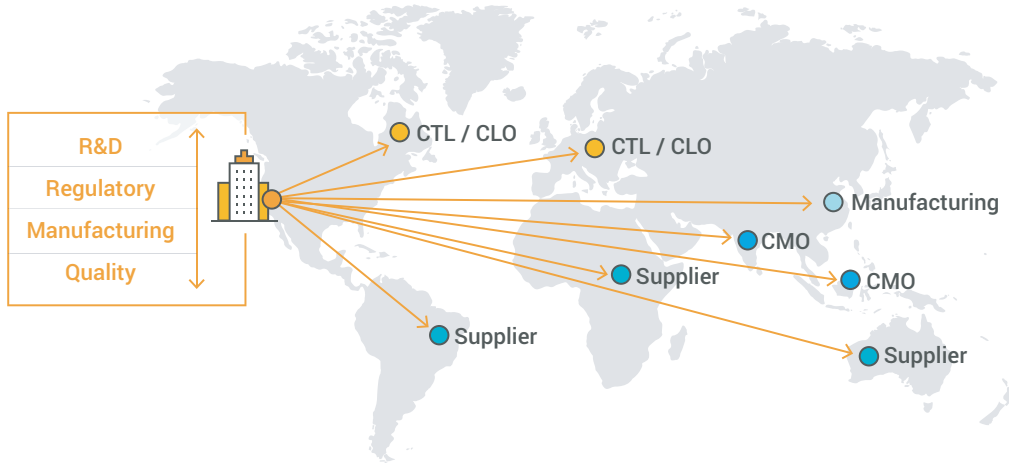 R&D
Regulatory
Manufacturing
Quality
CTL / CLO
CTL / CLO
Manufacturing
CMO
Supplier
CMO
Supplier
Supplier